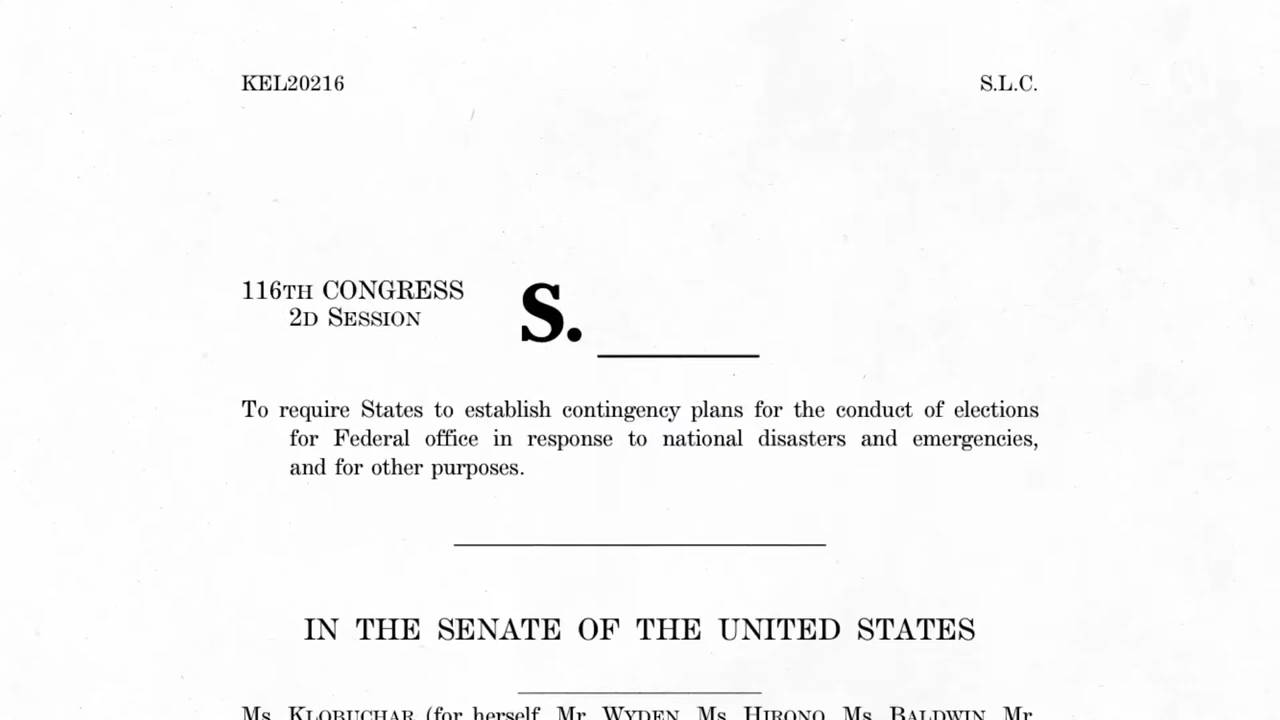 KEL20216 S.L.C.
116TH CONGRESS
2D SESSION
S. ________
To require States to establish contingency plans for the conduct of elections
for Federal office in response to national disasters and emergencies,
and for other purposes.
IN THE SENATE OF THE UNITED STATES
Ms. KLOBUCHAR (for herself, Mr. WYDEN, Ms. HIRONO, Ms. BALDWIN, Mr.